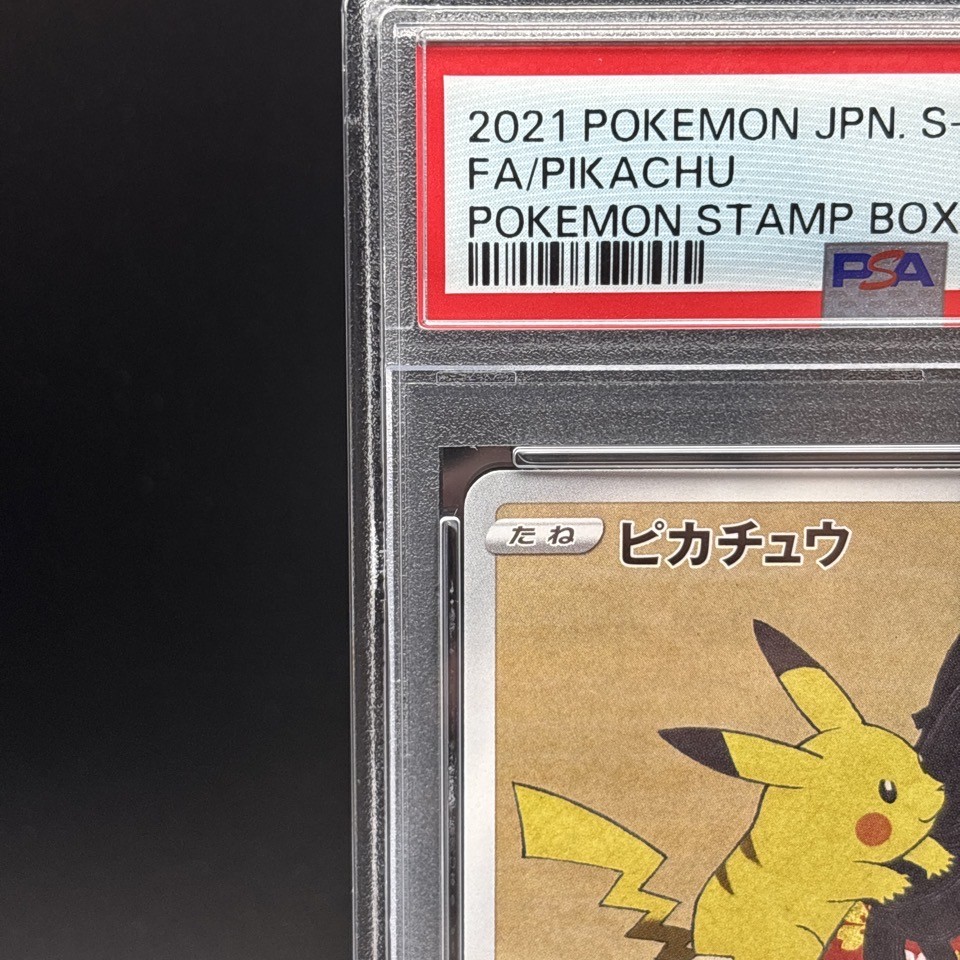 2021 POKEMON JPN. S-
FA/PIKACHU
POKEMON STAMP BOX
PSA
たね ピカチュウ